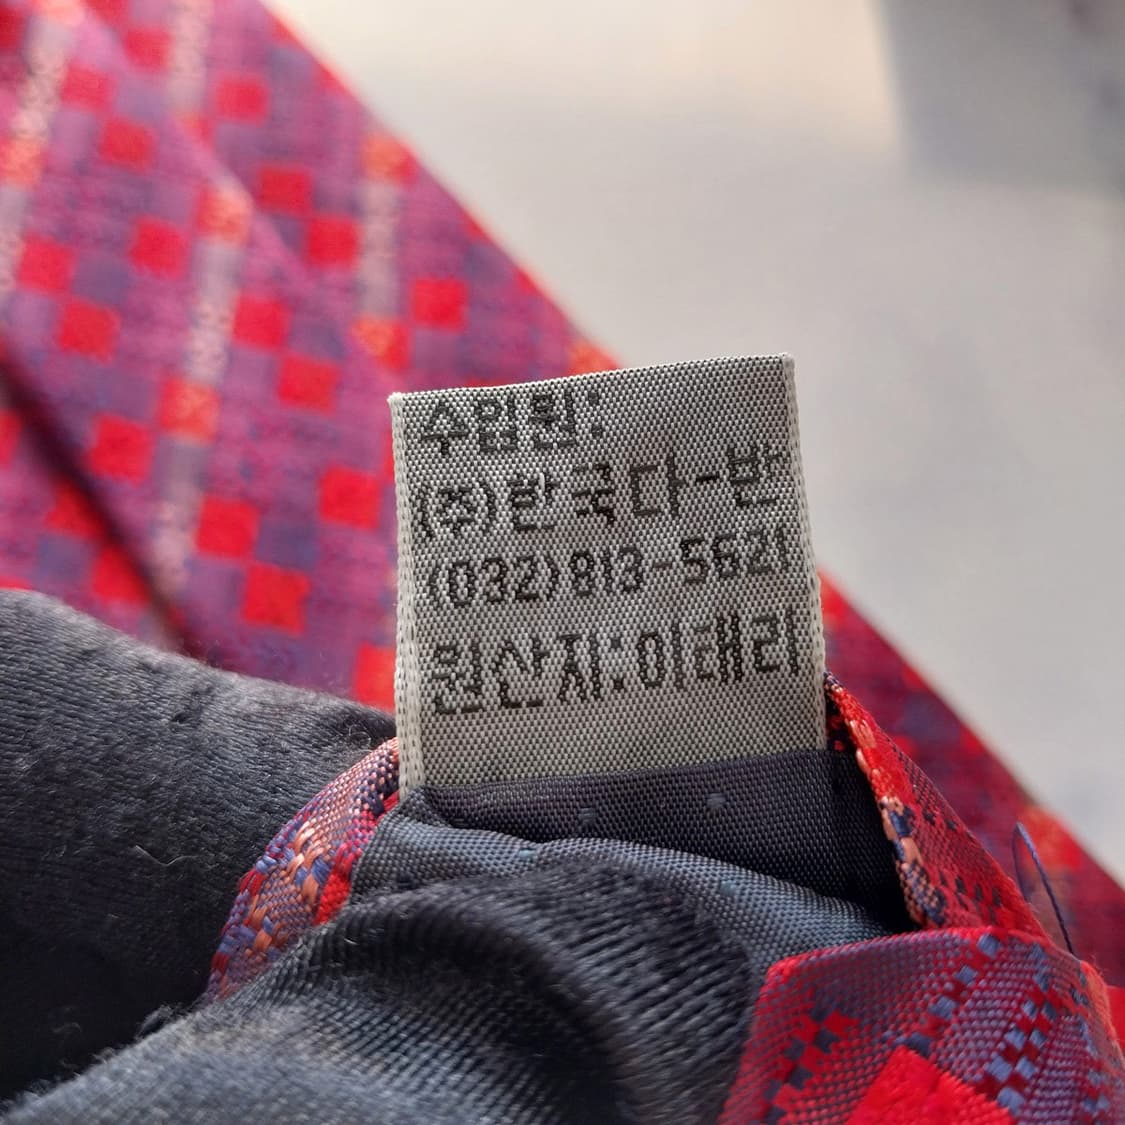 수입원:
(주)한국다-반
(032)813-5621
원산지:이태리